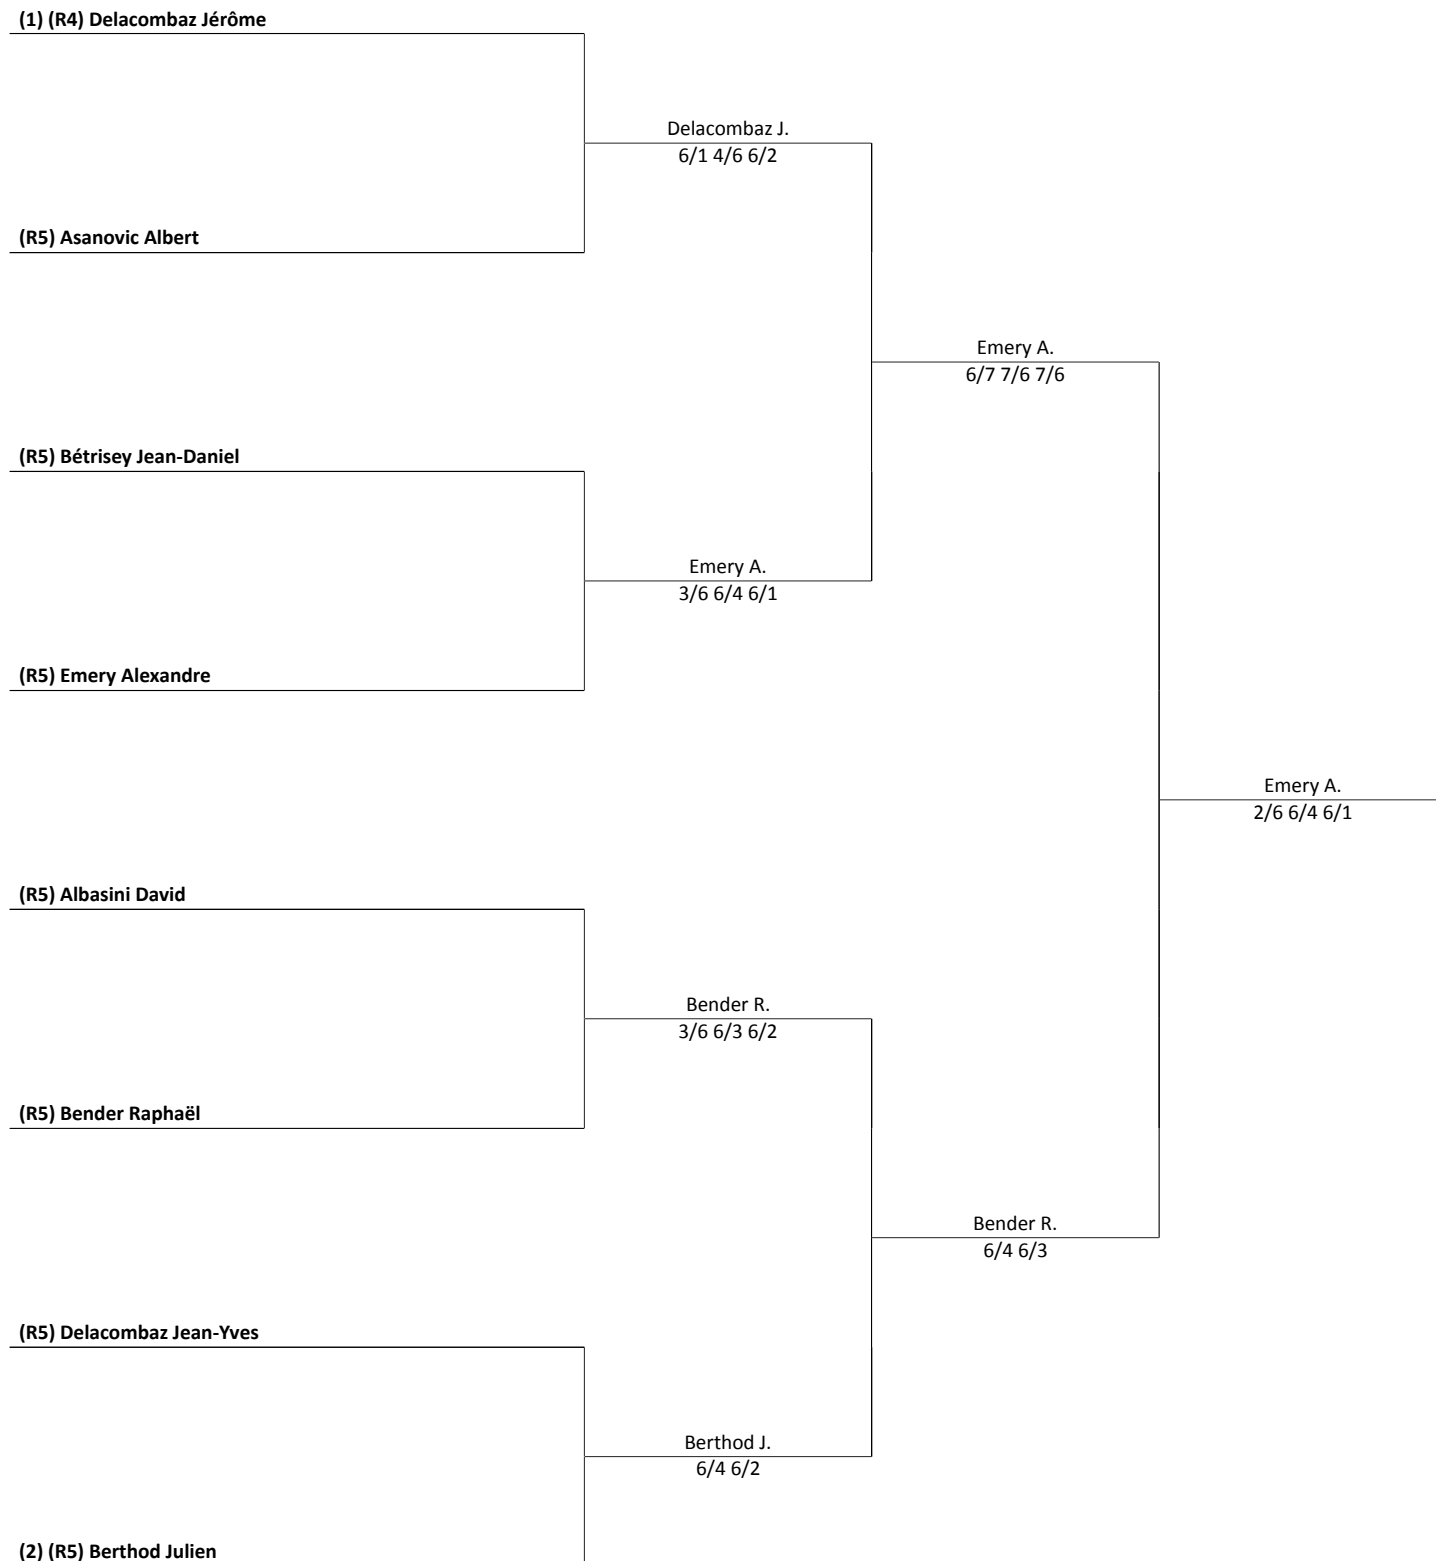 (1) (R4) Delacombaz Jérôme
Delacombaz J.
6/1 4/6 6/2
(R5) Asanovic Albert
Emery A.
6/7 7/6 7/6
(R5) Bétrisey Jean-Daniel
Emery A.
3/6 6/4 6/1
(R5) Emery Alexandre
Emery A.
2/6 6/4 6/1
(R5) Albasini David
Bender R.
3/6 6/3 6/2
(R5) Bender Raphaël
Bender R.
6/4 6/3
(R5) Delacombaz Jean-Yves
Berthod J.
6/4 6/2
(2) (R5) Berthod Julien